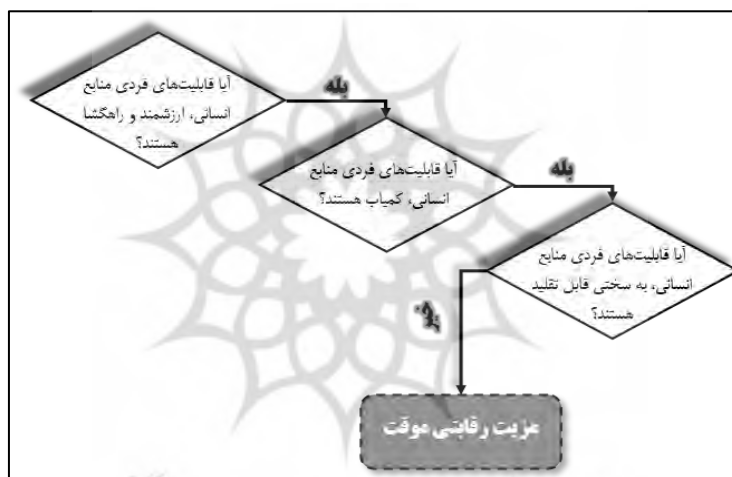 آیا قابلیت‌های فردی منابع
انسانی، ارزشمند و راهگشا
هستند؟
بله
آیا قابلیت‌های فردی منابع
انسانی، کمیاب هستند؟
بله
آیا قابلیت‌های فردی منابع
انسانی، به سختی قابل تقلید
هستند؟
مزیت رقابتی موقت